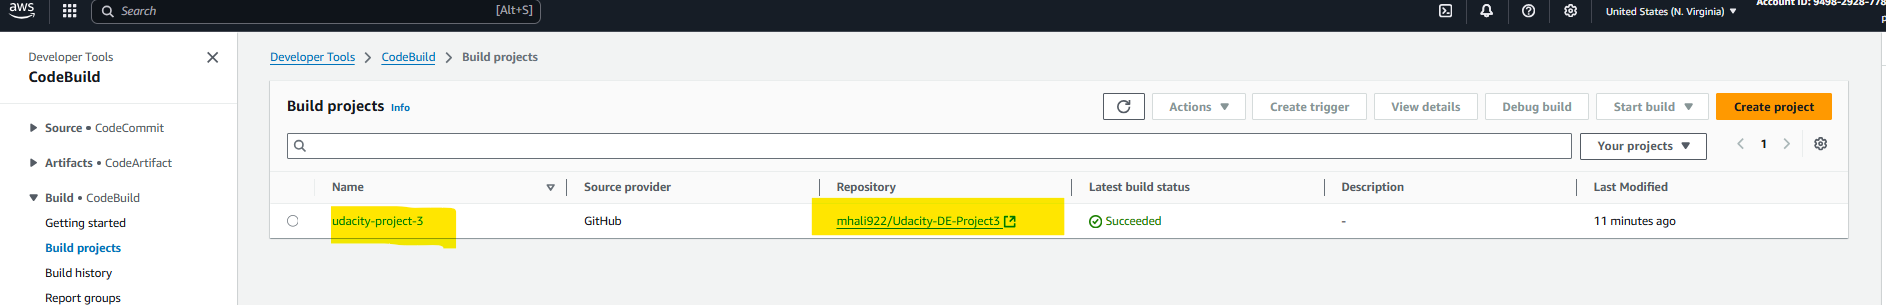 aws
Search [Alt+S]
United States (N. Virginia)
Account ID: 9498-2928-778
Developer Tools
CodeBuild
Source • CodeCommit
Artifacts • CodeArtifact
Build • CodeBuild
Getting started
Build projects
Build history
Report groups
Developer Tools > CodeBuild > Build projects
Build projects Info
Actions Create trigger View details Debug build Start build Create project
Your projects 1
Name Source provider Repository Latest build status Description Last Modified
udacity-project-3 GitHub mhali922/Udacity-DE-Project3 Succeeded - 11 minutes ago